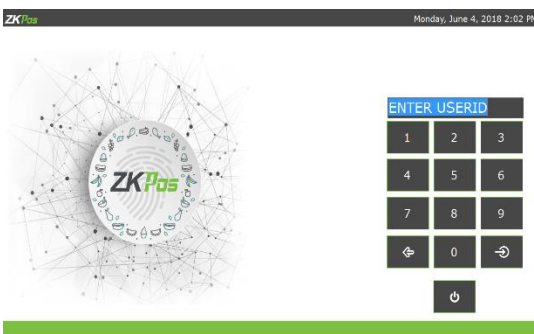 ZKPos
Monday, June 4, 2018 2:02 PM
ZKPos
ENTER USERID
1 2 3
4 5 6
7 8 9
0